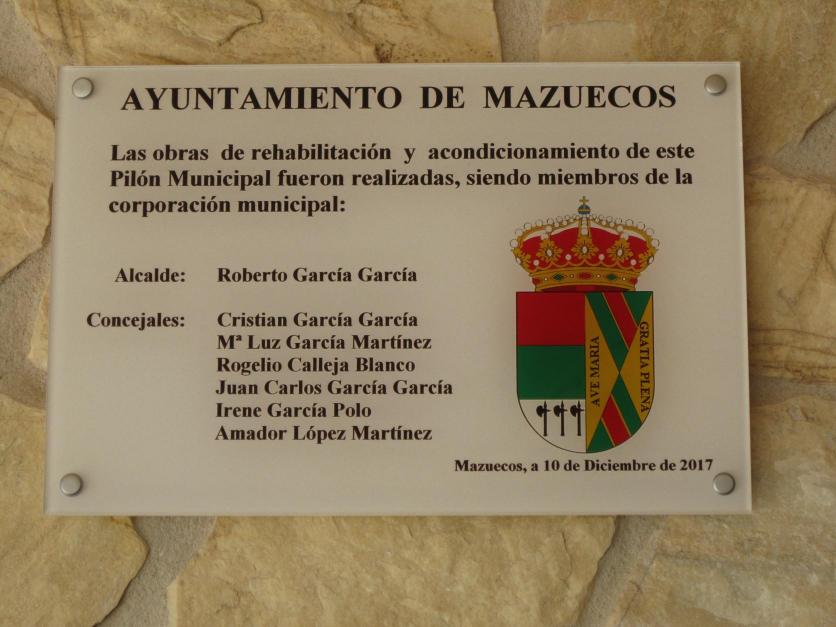 AYUNTAMIENTO DE MAZUECOS
Las obras de rehabilitación y acondicionamiento de este
Pilón Municipal fueron realizadas, siendo miembros de la
corporación municipal:
Alcalde: Roberto García García
Concejales: Cristian García García
Mª Luz García Martínez
Rogelio Calleja Blanco
Juan Carlos García García
Irene García Polo
Amador López Martínez
AVE MARIA
GRATIA PLENA
Mazuecos, a 10 de Diciembre de 2017